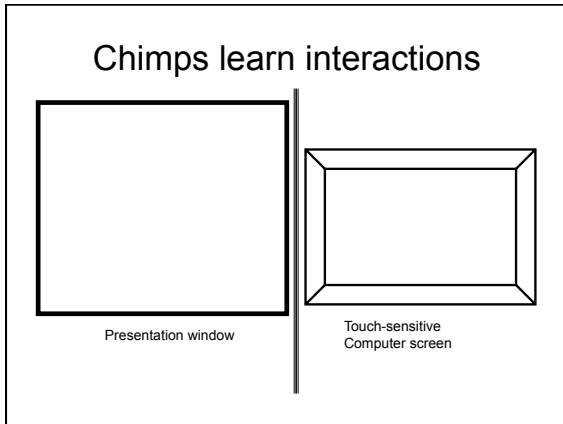 Chimps learn interactions
Presentation window
Touch-sensitive
Computer screen